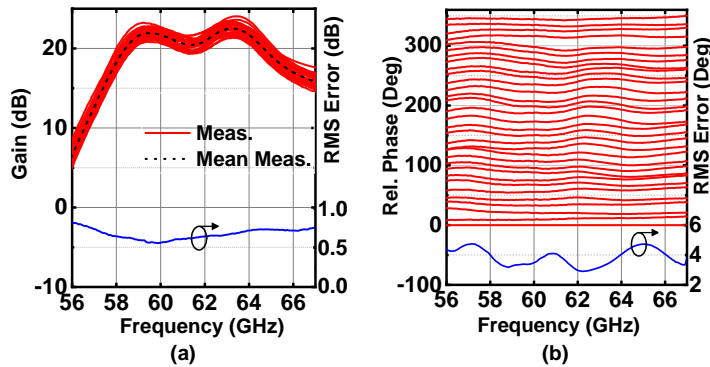 Gain (dB)
20
10
0
-10
Meas.
Mean Meas.
RMS Error (dB)
1.0
0.5
0.0
56 58 60 62 64 66
Frequency (GHz)
(a)
Rel. Phase (Deg)
300
200
100
0
-100
RMS Error (Deg)
6
4
2
56 58 60 62 64 66
Frequency (GHz)
(b)